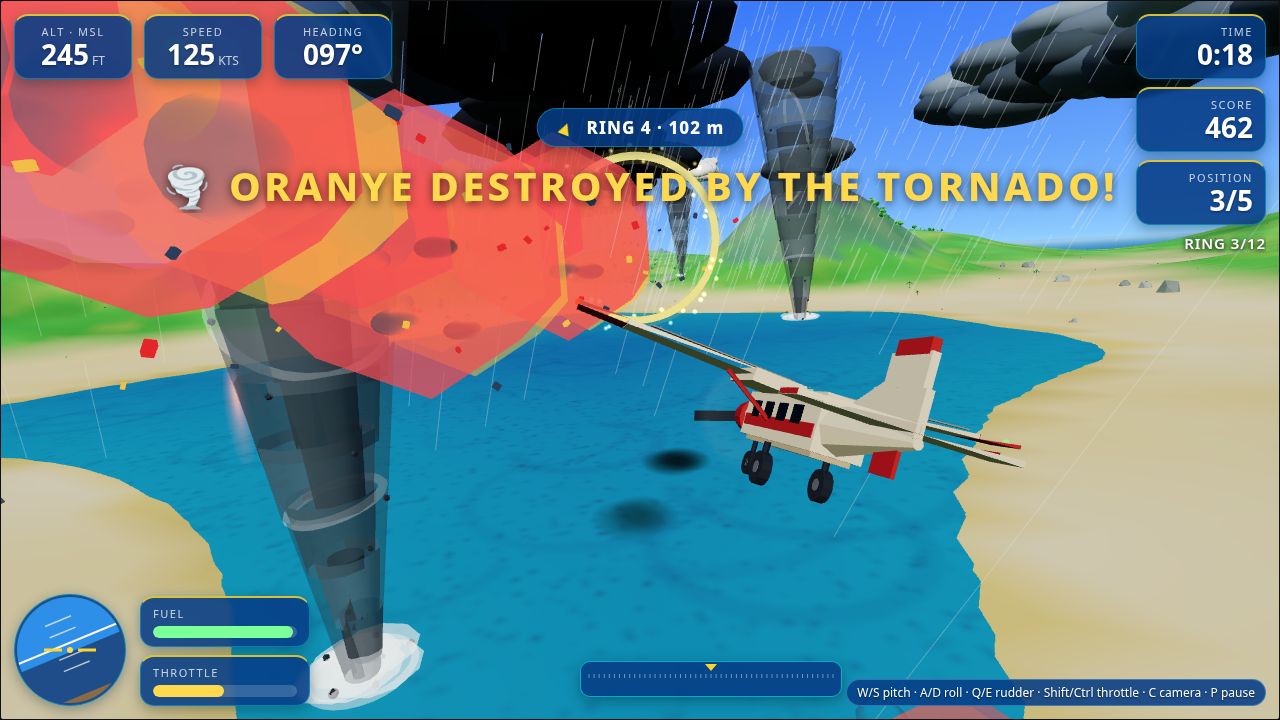 ALT · MSL
245 FT
SPEED
125 KTS
HEADING
097°
TIME
0:18
SCORE
462
POSITION
3/5
RING 3/12
RING 4 · 102 m
ORANYE DESTROYED BY THE TORNADO!
FUEL
THROTTLE
W/S pitch · A/D roll · Q/E rudder · Shift/Ctrl throttle · C camera · P pause